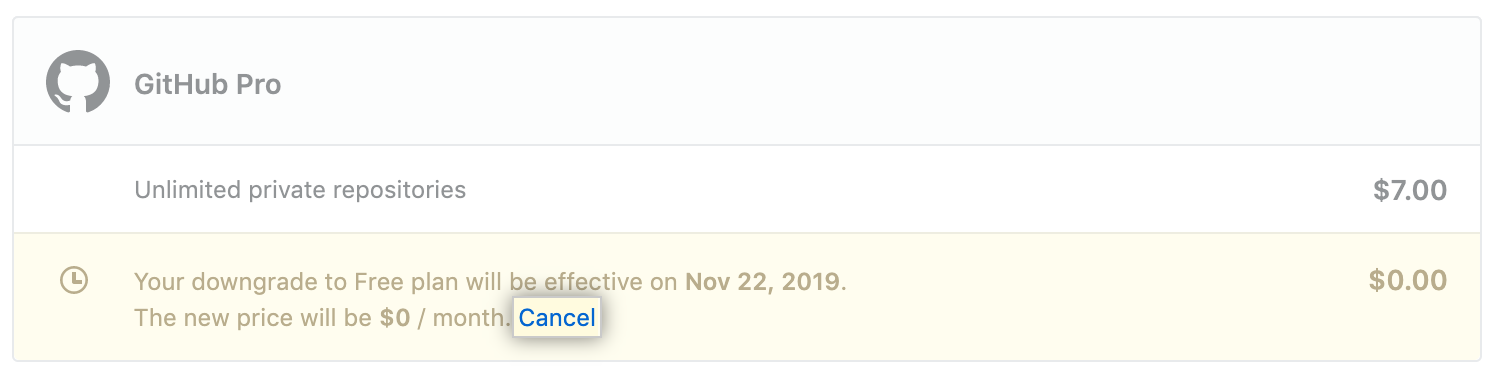 GitHub Pro
Unlimited private repositories $7.00
Your downgrade to Free plan will be effective on Nov 22, 2019. $0.00
The new price will be $0 / month. Cancel